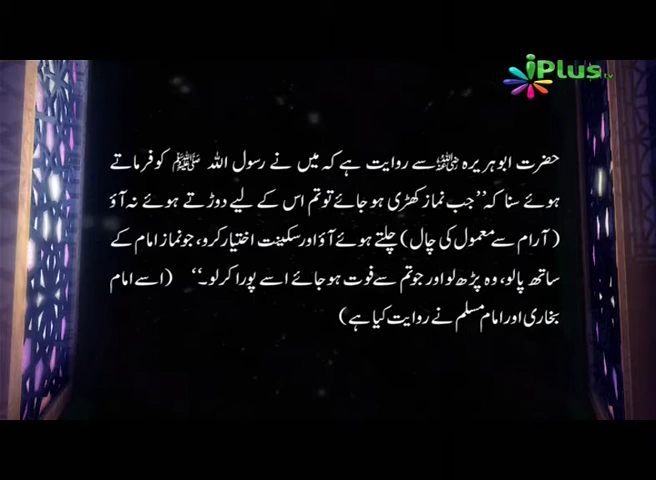 iPlus tv
حضرت ابوہریرہ رضی اللہ عنہ سے روایت ہے کہ میں نے رسول اللہ ﷺ کو فرماتے
ہوئے سنا کہ ”جب نماز کھڑی ہو جائے تو تم اس کے لیے دوڑتے ہوئے نہ آؤ
(آرام سے معمول کی چال) چلتے ہوئے آؤ اور سکینت اختیار کرو، جو نماز امام کے
ساتھ پالو، وہ پڑھ لو اور جو تم سے فوت ہو جائے اسے پورا کر لو۔“ (اسے امام
بخاری اور امام مسلم نے روایت کیا ہے)